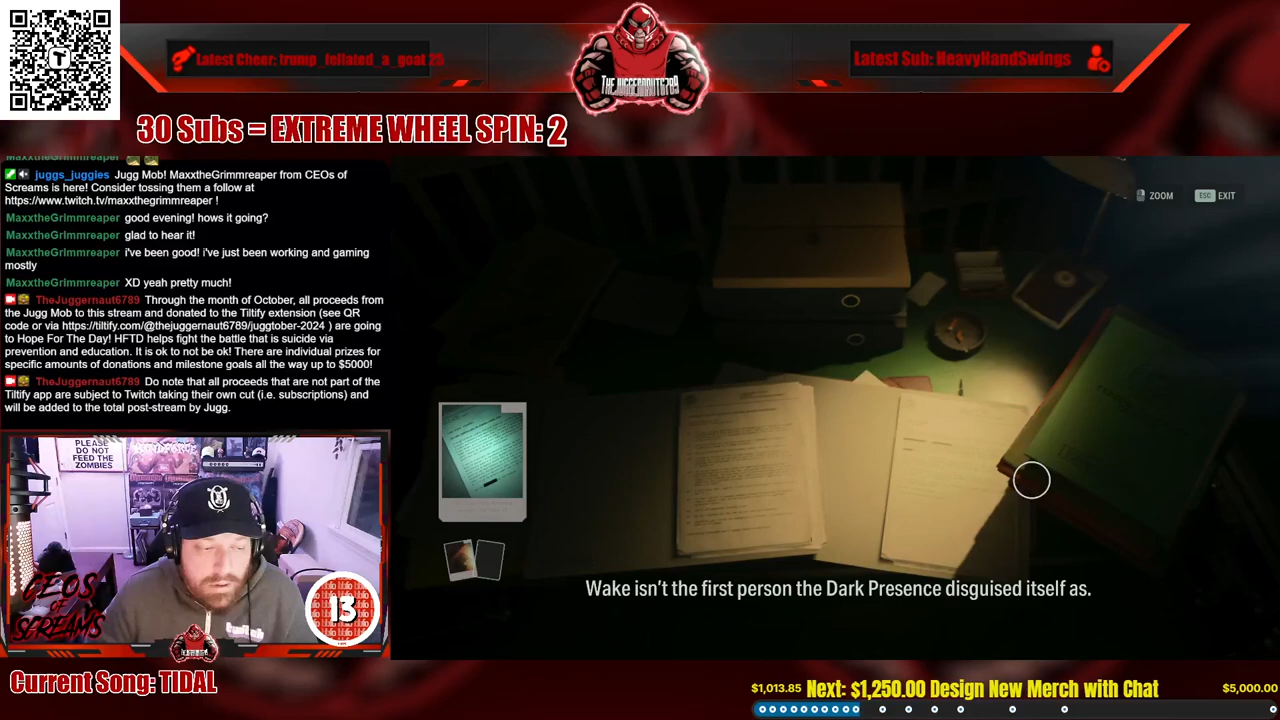 Latest Cheer: trump_fellated_a_goat 25
THEJUGGERNAUT6789
Latest Sub: HeavyHandSwings
30 Subs = EXTREME WHEEL SPIN: 2
MaxxtheGrimmreaper
juggs_juggies Jugg Mob! MaxxtheGrimmreaper from CEOs of
Screams is here! Consider tossing them a follow at
https://www.twitch.tv/maxxthegrimmreaper !
MaxxtheGrimmreaper good evening! hows it going?
MaxxtheGrimmreaper glad to hear it!
MaxxtheGrimmreaper i've been good! i've just been working and gaming
mostly
MaxxtheGrimmreaper XD yeah pretty much!
TheJuggernaut6789 Through the month of October, all proceeds from
the Jugg Mob to this stream and donated to the Tiltify extension (see QR
code or via https://tiltify.com/@thejuggernaut6789/juggtober-2024 ) are going
to Hope For The Day! HFTD helps fight the battle that is suicide via
prevention and education. It is ok to not be ok! There are individual prizes for
specific amounts of donations and milestone goals all the way up to $5000!
TheJuggernaut6789 Do note that all proceeds that are not part of the
Tiltify app are subject to Twitch taking their own cut (i.e. subscriptions) and
will be added to the total post-stream by Jugg.
ZOOM
ESC EXIT
PLEASE
DO NOT
FEED THE
ZOMBIES
twitch
CEOS
OF
SCREAMS
13
Wake isn't the first person the Dark Presence disguised itself as.
Current Song: TIDAL
$1,013.85 Next: $1,250.00 Design New Merch with Chat $5,000.00